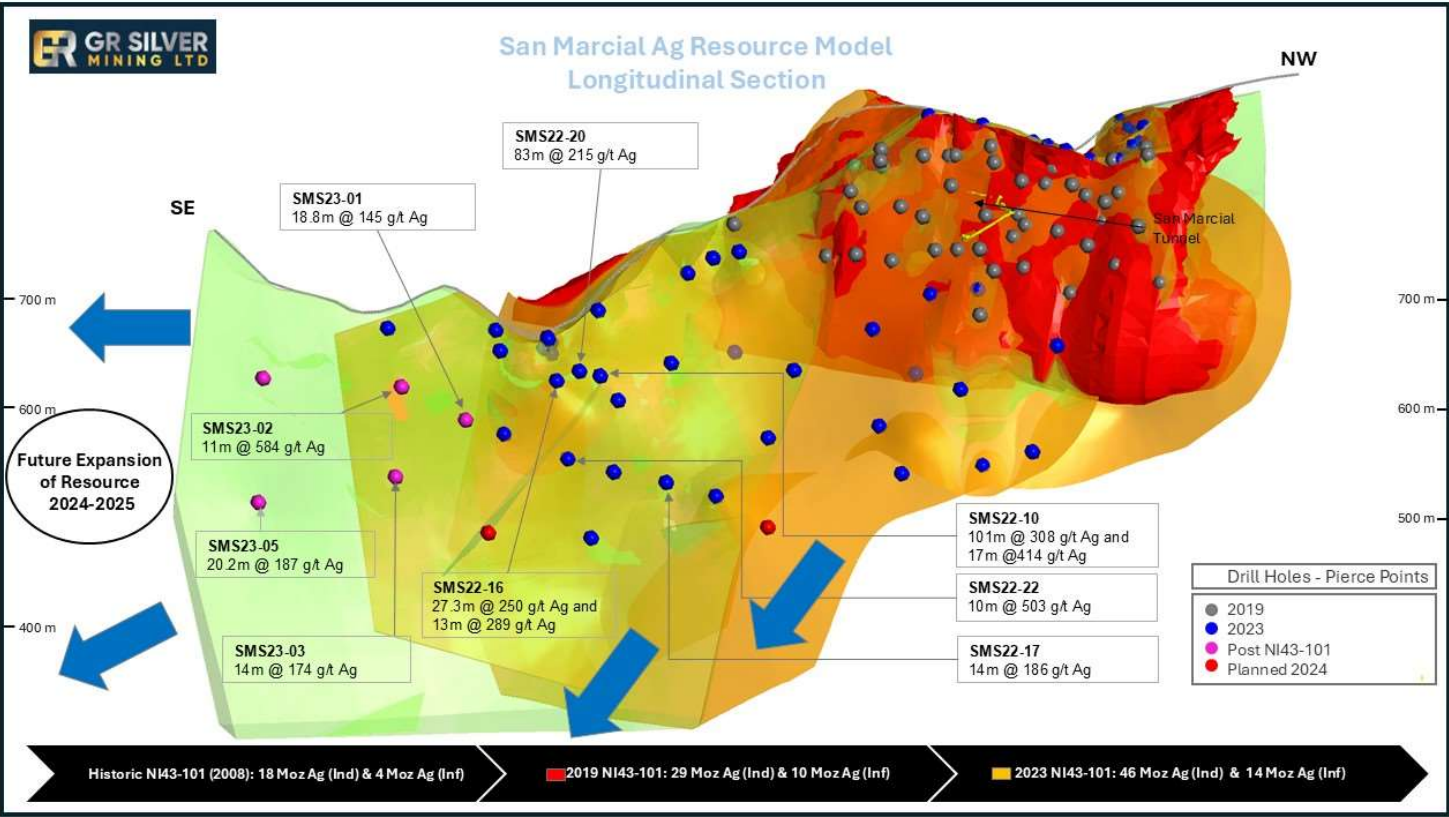 GR SILVER
MINING LTD
San Marcial Ag Resource Model
Longitudinal Section
NW
SE
SMS22-20
83m @ 215 g/t Ag
SMS23-01
18.8m @ 145 g/t Ag
San Marcial
Tunnel
700 m
700 m
600 m
600 m
SMS23-02
11m @ 584 g/t Ag
Future Expansion
of Resource
2024-2025
500 m
SMS23-05
20.2m @ 187 g/t Ag
SMS22-10
101m @ 308 g/t Ag and
17m @414 g/t Ag
SMS22-16
27.3m @ 250 g/t Ag and
13m @ 289 g/t Ag
SMS22-22
10m @ 503 g/t Ag
400 m
SMS23-03
14m @ 174 g/t Ag
SMS22-17
14m @ 186 g/t Ag
Drill Holes - Pierce Points
2019
2023
Post NI43-101
Planned 2024
Historic NI43-101 (2008): 18 Moz Ag (Ind) & 4 Moz Ag (Inf)
2019 NI43-101: 29 Moz Ag (Ind) & 10 Moz Ag (Inf)
2023 NI43-101: 46 Moz Ag (Ind) & 14 Moz Ag (Inf)